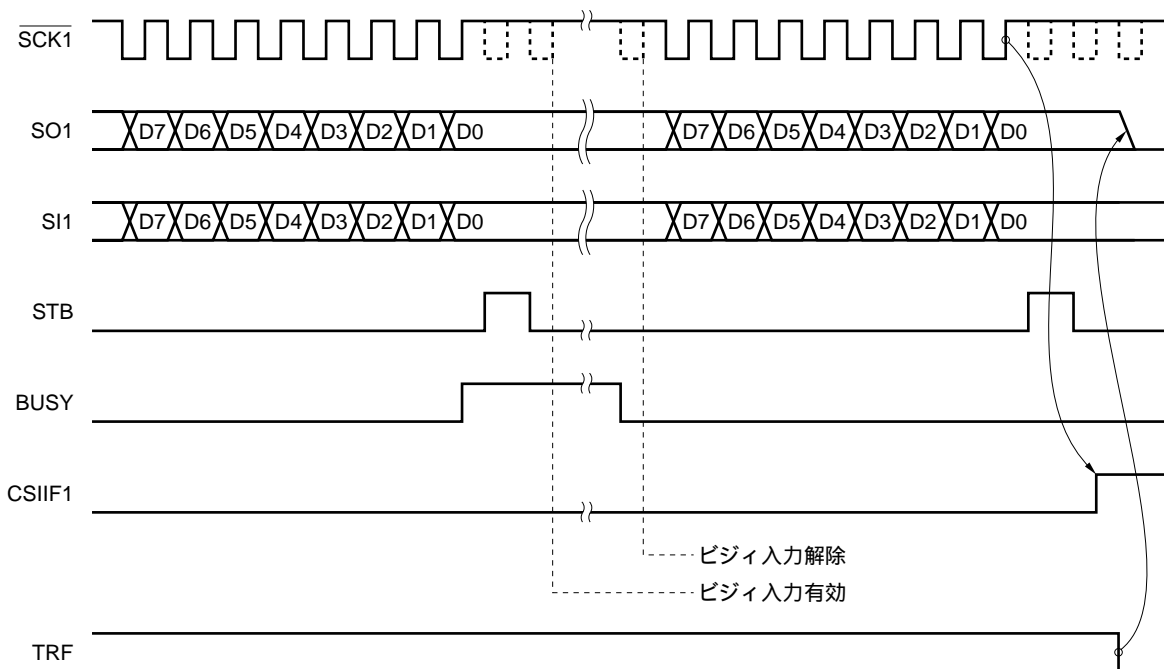 SCK1
SO1 D7 D6 D5 D4 D3 D2 D1 D0 D7 D6 D5 D4 D3 D2 D1 D0
SI1 D7 D6 D5 D4 D3 D2 D1 D0 D7 D6 D5 D4 D3 D2 D1 D0
STB
BUSY
CSIIF1
ビジィ入力解除
ビジィ入力有効
TRF